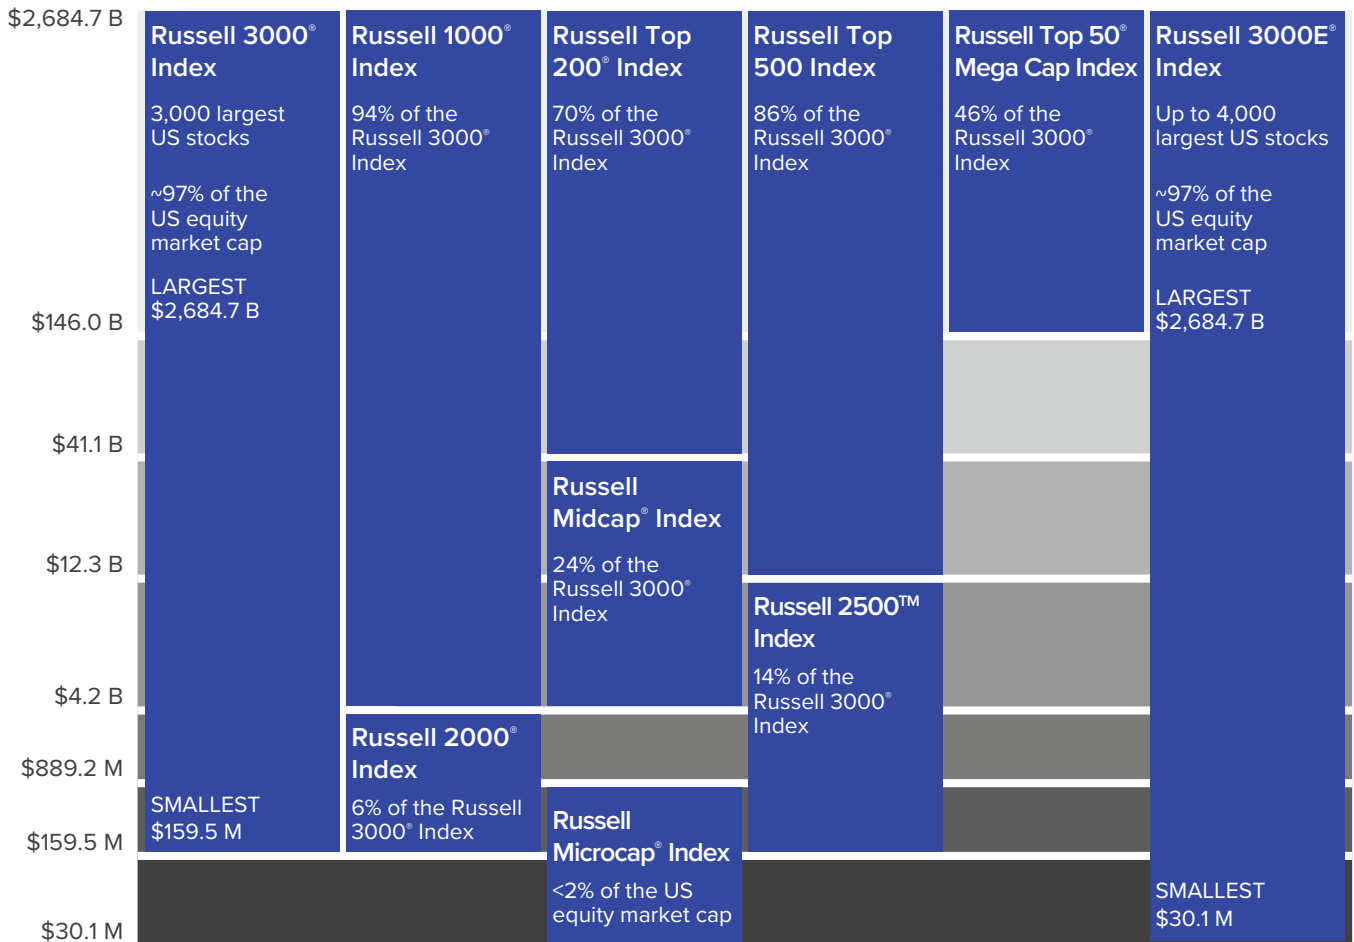 $2,684.7 B
$146.0 B
$41.1 B
$12.3 B
$4.2 B
$889.2 M
$159.5 M
$30.1 M
Russell 3000®
Index
3,000 largest
US stocks
~97% of the
US equity
market cap
LARGEST
$2,684.7 B
SMALLEST
$159.5 M
Russell 1000®
Index
94% of the
Russell 3000®
Index
Russell 2000®
Index
6% of the Russell
3000® Index
Russell Top
200® Index
70% of the
Russell 3000®
Index
Russell
Midcap® Index
24% of the
Russell 3000®
Index
Russell
Microcap® Index
<2% of the US
equity market cap
Russell Top
500 Index
86% of the
Russell 3000®
Index
Russell 2500™
Index
14% of the
Russell 3000®
Index
Russell Top 50®
Mega Cap Index
46% of the
Russell 3000®
Index
Russell 3000E®
Index
Up to 4,000
largest US stocks
~97% of the
US equity
market cap
LARGEST
$2,684.7 B
SMALLEST
$30.1 M